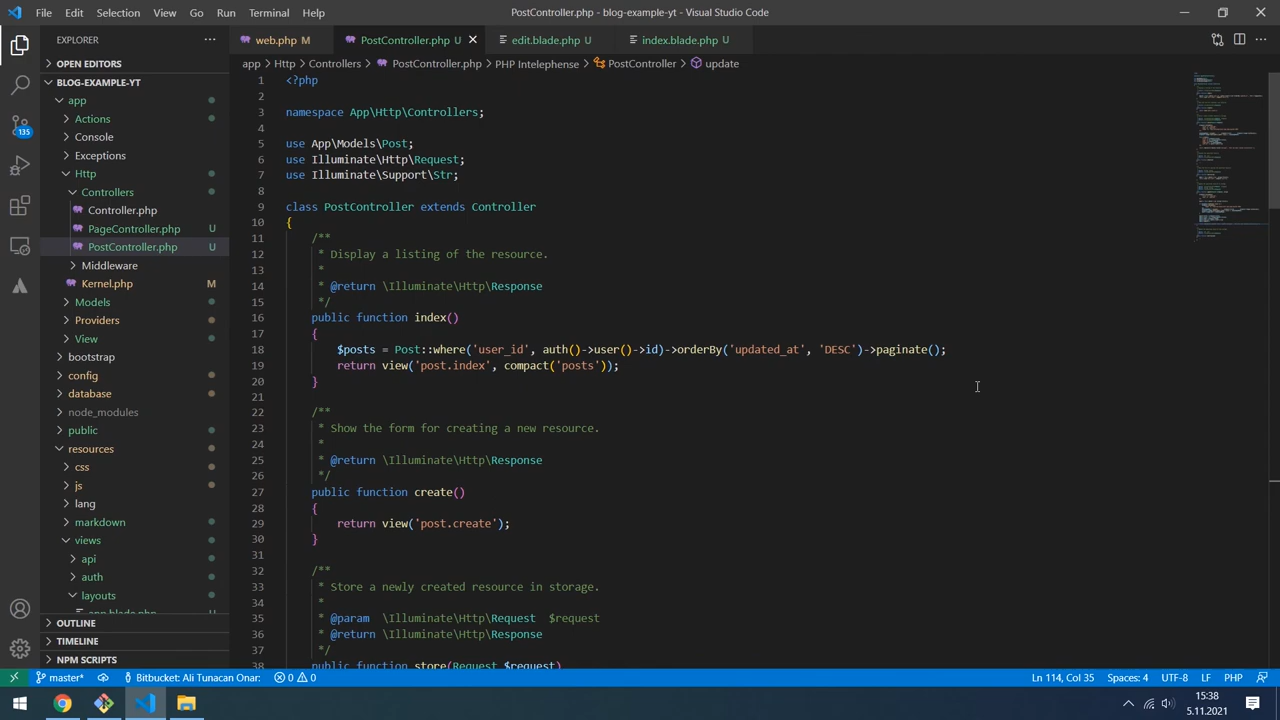 File Edit Selection View Go Run Terminal Help
PostController.php - blog-example-yt - Visual Studio Code
EXPLORER
OPEN EDITORS
BLOG-EXAMPLE-YT
app
Actions
Console
Exceptions
Http
Controllers
Controller.php
PageController.php U
PostController.php U
Middleware
Kernel.php M
Models
Providers
View
bootstrap
config
database
node_modules
public
resources
css
js
lang
markdown
views
api
auth
layouts
app.blade.php U
OUTLINE
TIMELINE
NPM SCRIPTS
135
web.php M
PostController.php U
edit.blade.php U
index.blade.php U
app > Http > Controllers > PostController.php > PHP Intelephense > PostController > update
1 <?php
2
3 namespace App\Http\Controllers;
4
5 use App\Models\Post;
6 use Illuminate\Http\Request;
7 use Illuminate\Support\Str;
8
9 class PostController extends Controller
10 {
11 /**
12 * Display a listing of the resource.
13 *
14 * @return \Illuminate\Http\Response
15 */
16 public function index()
17 {
18 $posts = Post::where('user_id', auth()->user()->id)->orderBy('updated_at', 'DESC')->paginate();
19 return view('post.index', compact('posts'));
20 }
21
22 /**
23 * Show the form for creating a new resource.
24 *
25 * @return \Illuminate\Http\Response
26 */
27 public function create()
28 {
29 return view('post.create');
30 }
31
32 /**
33 * Store a newly created resource in storage.
34 *
35 * @param \Illuminate\Http\Request $request
36 * @return \Illuminate\Http\Response
37 */
38 public function store(Request $request)
master*
Bitbucket: Ali Tunacan Onar:
0 0
Ln 114, Col 35
Spaces: 4
UTF-8
LF
PHP
15:38
5.11.2021